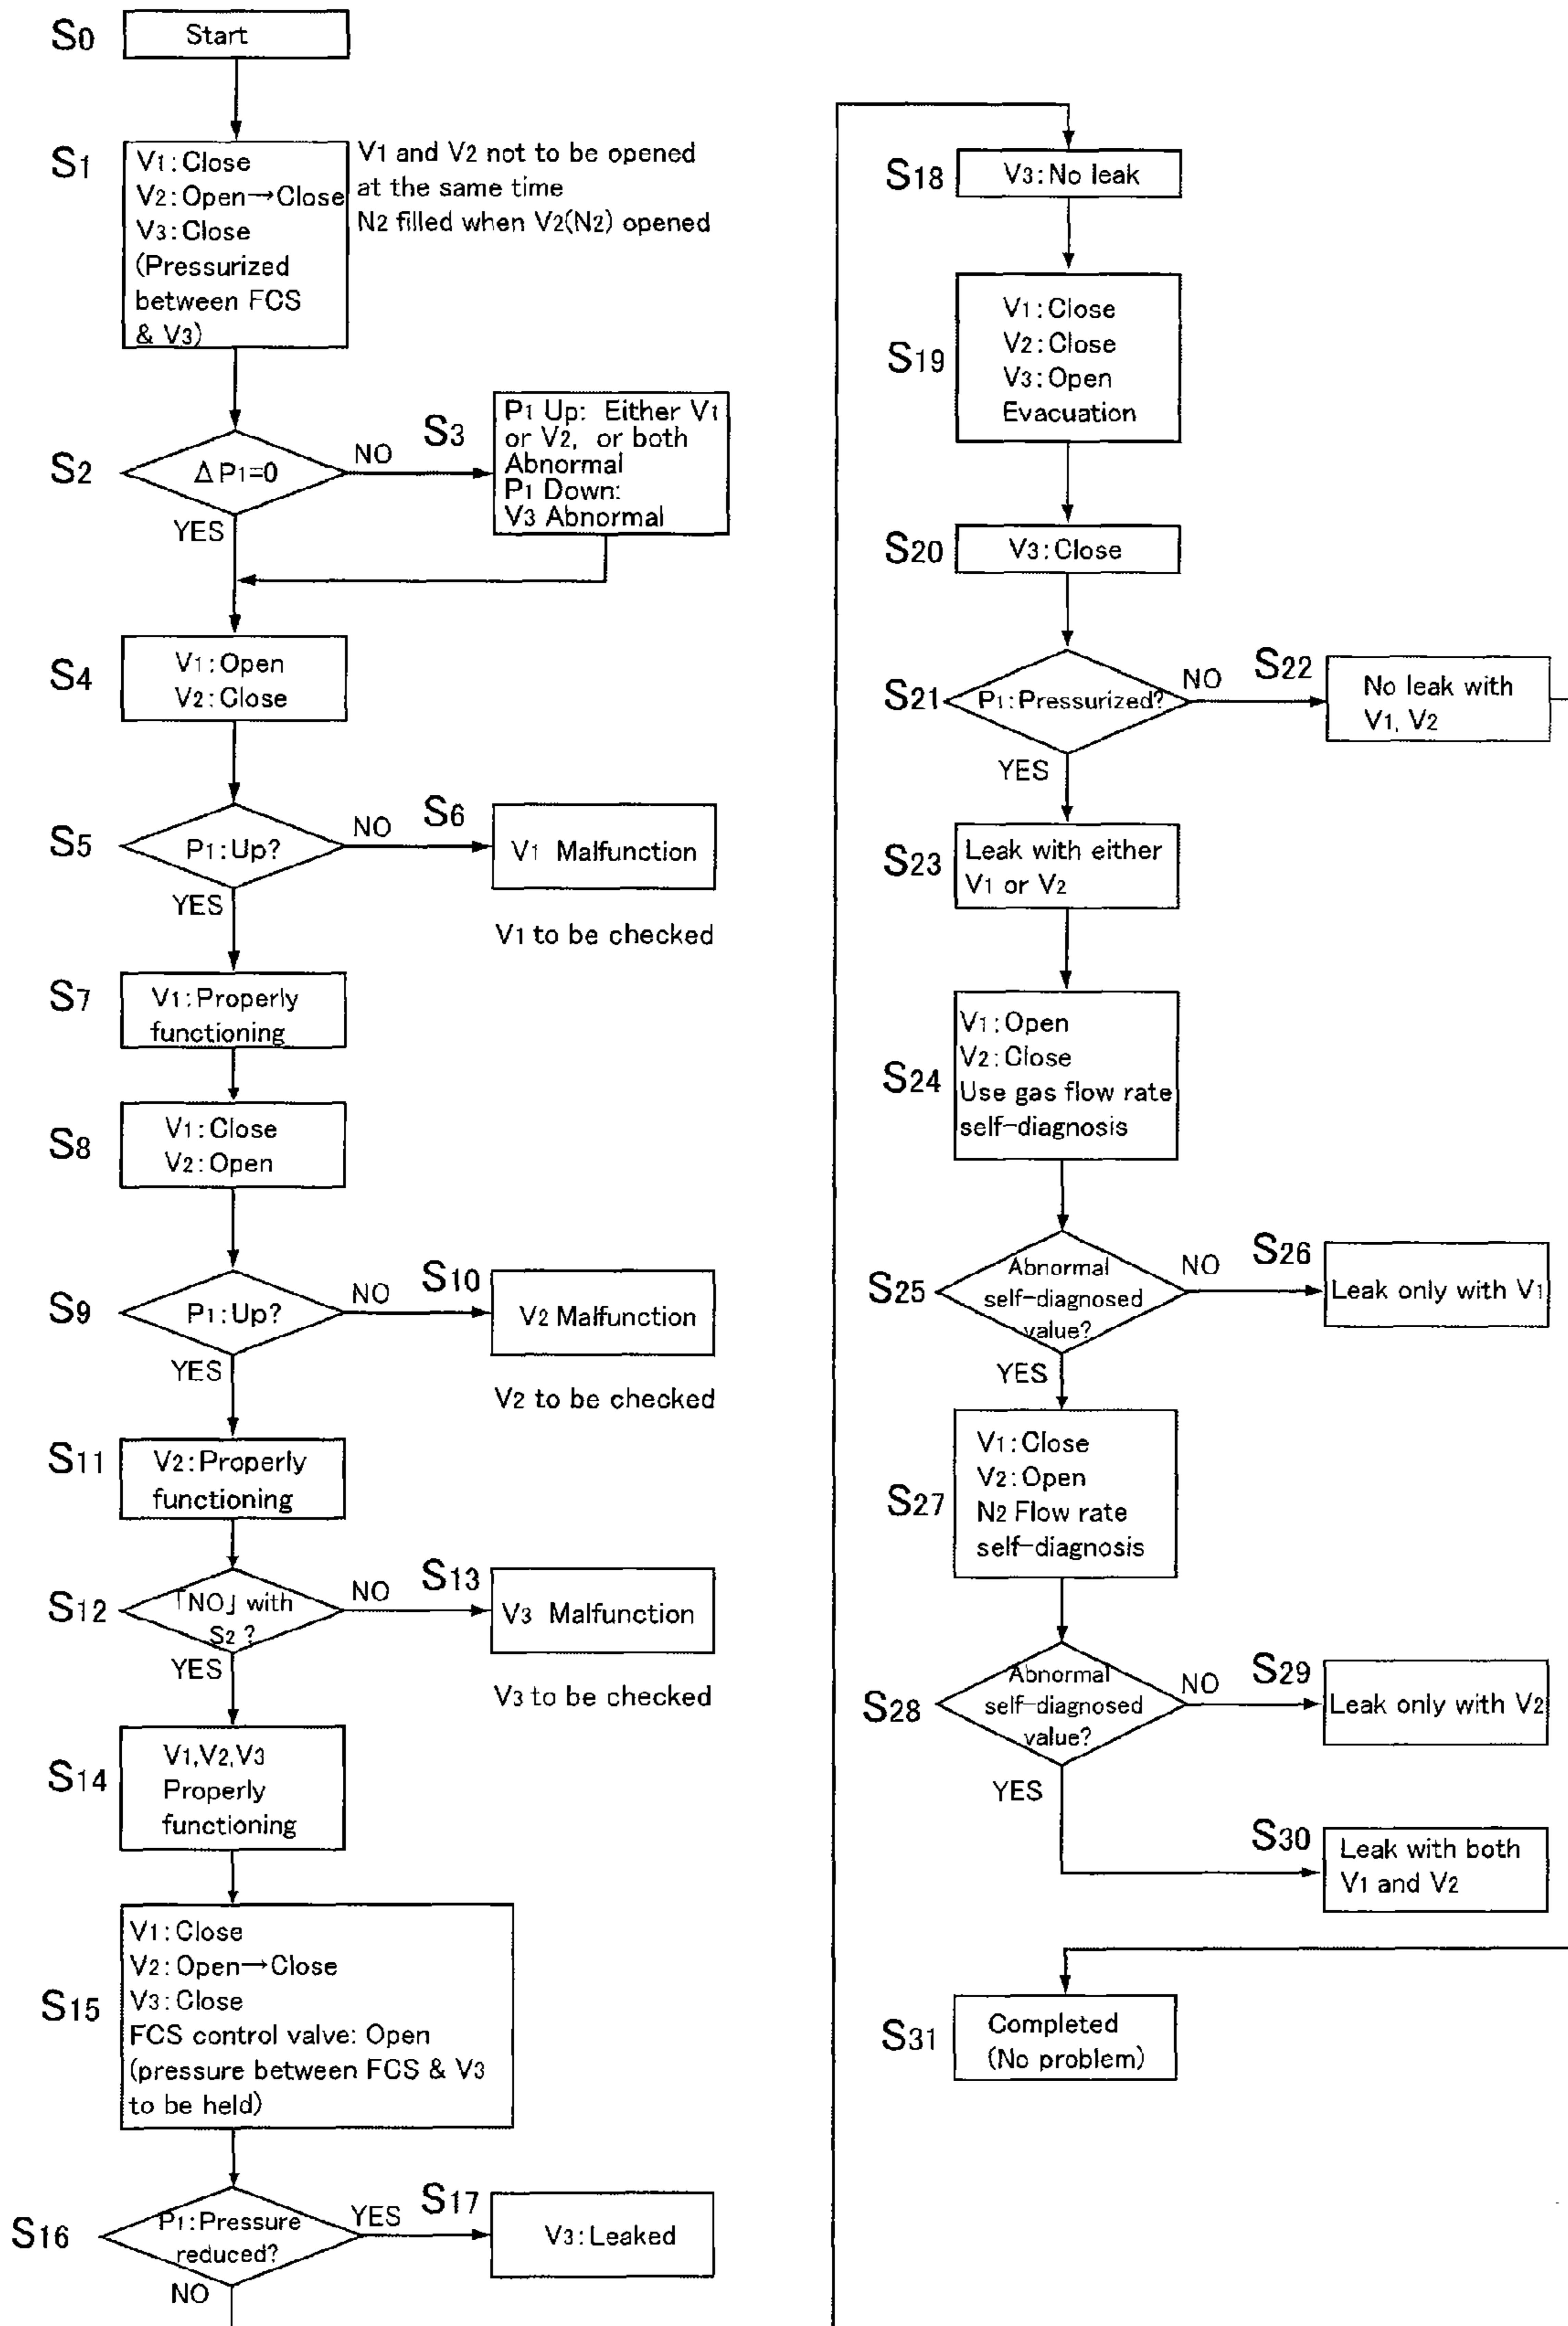 S0
Start
S1
V1:Close
V2:Open→Close
V3:Close
(Pressurized
between FCS
& V3)
V1 and V2 not to be opened
at the same time
N2 filled when V2(N2) opened
S2
ΔP1=0
NO
YES
S3
P1 Up: Either V1
or V2, or both
Abnormal
P1 Down:
V3 Abnormal
S4
V1:Open
V2:Close
S5
P1:Up?
NO
YES
S6
V1 Malfunction
V1 to be checked
S7
V1:Properly
functioning
S8
V1:Close
V2:Open
S9
P1:Up?
NO
YES
S10
V2 Malfunction
V2 to be checked
S11
V2:Properly
functioning
S12
「NO」 with
S2 ?
NO
YES
S13
V3 Malfunction
V3 to be checked
S14
V1,V2,V3
Properly
functioning
S15
V1:Close
V2:Open→Close
V3:Close
FCS control valve: Open
(pressure between FCS & V3
to be held)
S16
P1:Pressure
reduced?
YES
NO
S17
V3:Leaked
S18
V3:No leak
S19
V1:Close
V2:Close
V3:Open
Evacuation
S20
V3:Close
S21
P1:Pressurized?
NO
YES
S22
No leak with
V1, V2
S23
Leak with either
V1 or V2
S24
V1:Open
V2:Close
Use gas flow rate
self-diagnosis
S25
Abnormal
self-diagnosed
value?
NO
YES
S26
Leak only with V1
S27
V1:Close
V2:Open
N2 Flow rate
self-diagnosis
S28
Abnormal
self-diagnosed
value?
NO
YES
S29
Leak only with V2
S30
Leak with both
V1 and V2
S31
Completed
(No problem)